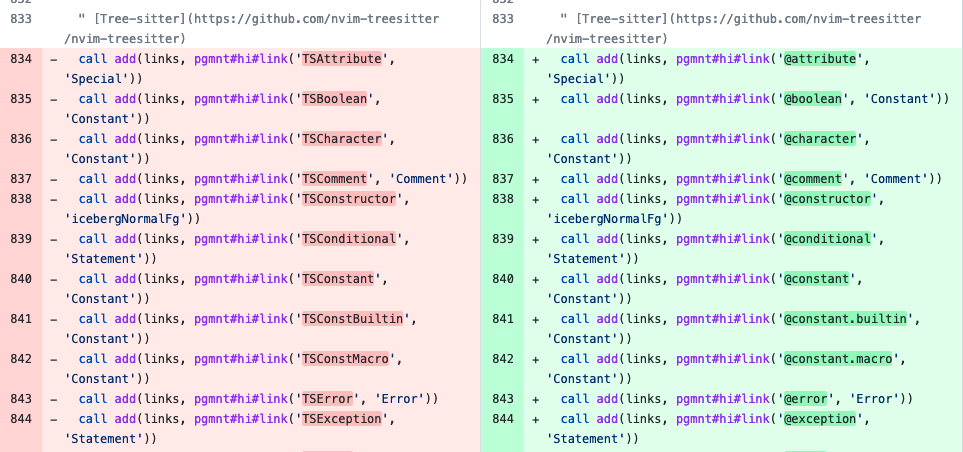 833 " [Tree-sitter](https://github.com/nvim-treesitter
/nvim-treesitter)
834 - call add(links, pgmnt#hi#link('TSAttribute',
'Special'))
835 - call add(links, pgmnt#hi#link('TSBoolean',
'Constant'))
836 - call add(links, pgmnt#hi#link('TSCharacter',
'Constant'))
837 - call add(links, pgmnt#hi#link('TSComment', 'Comment'))
838 - call add(links, pgmnt#hi#link('TSConstructor',
'icebergNormalFg'))
839 - call add(links, pgmnt#hi#link('TSConditional',
'Statement'))
840 - call add(links, pgmnt#hi#link('TSConstant',
'Constant'))
841 - call add(links, pgmnt#hi#link('TSConstBuiltin',
'Constant'))
842 - call add(links, pgmnt#hi#link('TSConstMacro',
'Constant'))
843 - call add(links, pgmnt#hi#link('TSError', 'Error'))
844 - call add(links, pgmnt#hi#link('TSException',
'Statement'))
833 " [Tree-sitter](https://github.com/nvim-treesitter
/nvim-treesitter)
834 + call add(links, pgmnt#hi#link('@attribute',
'Special'))
835 + call add(links, pgmnt#hi#link('@boolean', 'Constant'))
836 + call add(links, pgmnt#hi#link('@character',
'Constant'))
837 + call add(links, pgmnt#hi#link('@comment', 'Comment'))
838 + call add(links, pgmnt#hi#link('@constructor',
'icebergNormalFg'))
839 + call add(links, pgmnt#hi#link('@conditional',
'Statement'))
840 + call add(links, pgmnt#hi#link('@constant',
'Constant'))
841 + call add(links, pgmnt#hi#link('@constant.builtin',
'Constant'))
842 + call add(links, pgmnt#hi#link('@constant.macro',
'Constant'))
843 + call add(links, pgmnt#hi#link('@error', 'Error'))
844 + call add(links, pgmnt#hi#link('@exception',
'Statement'))